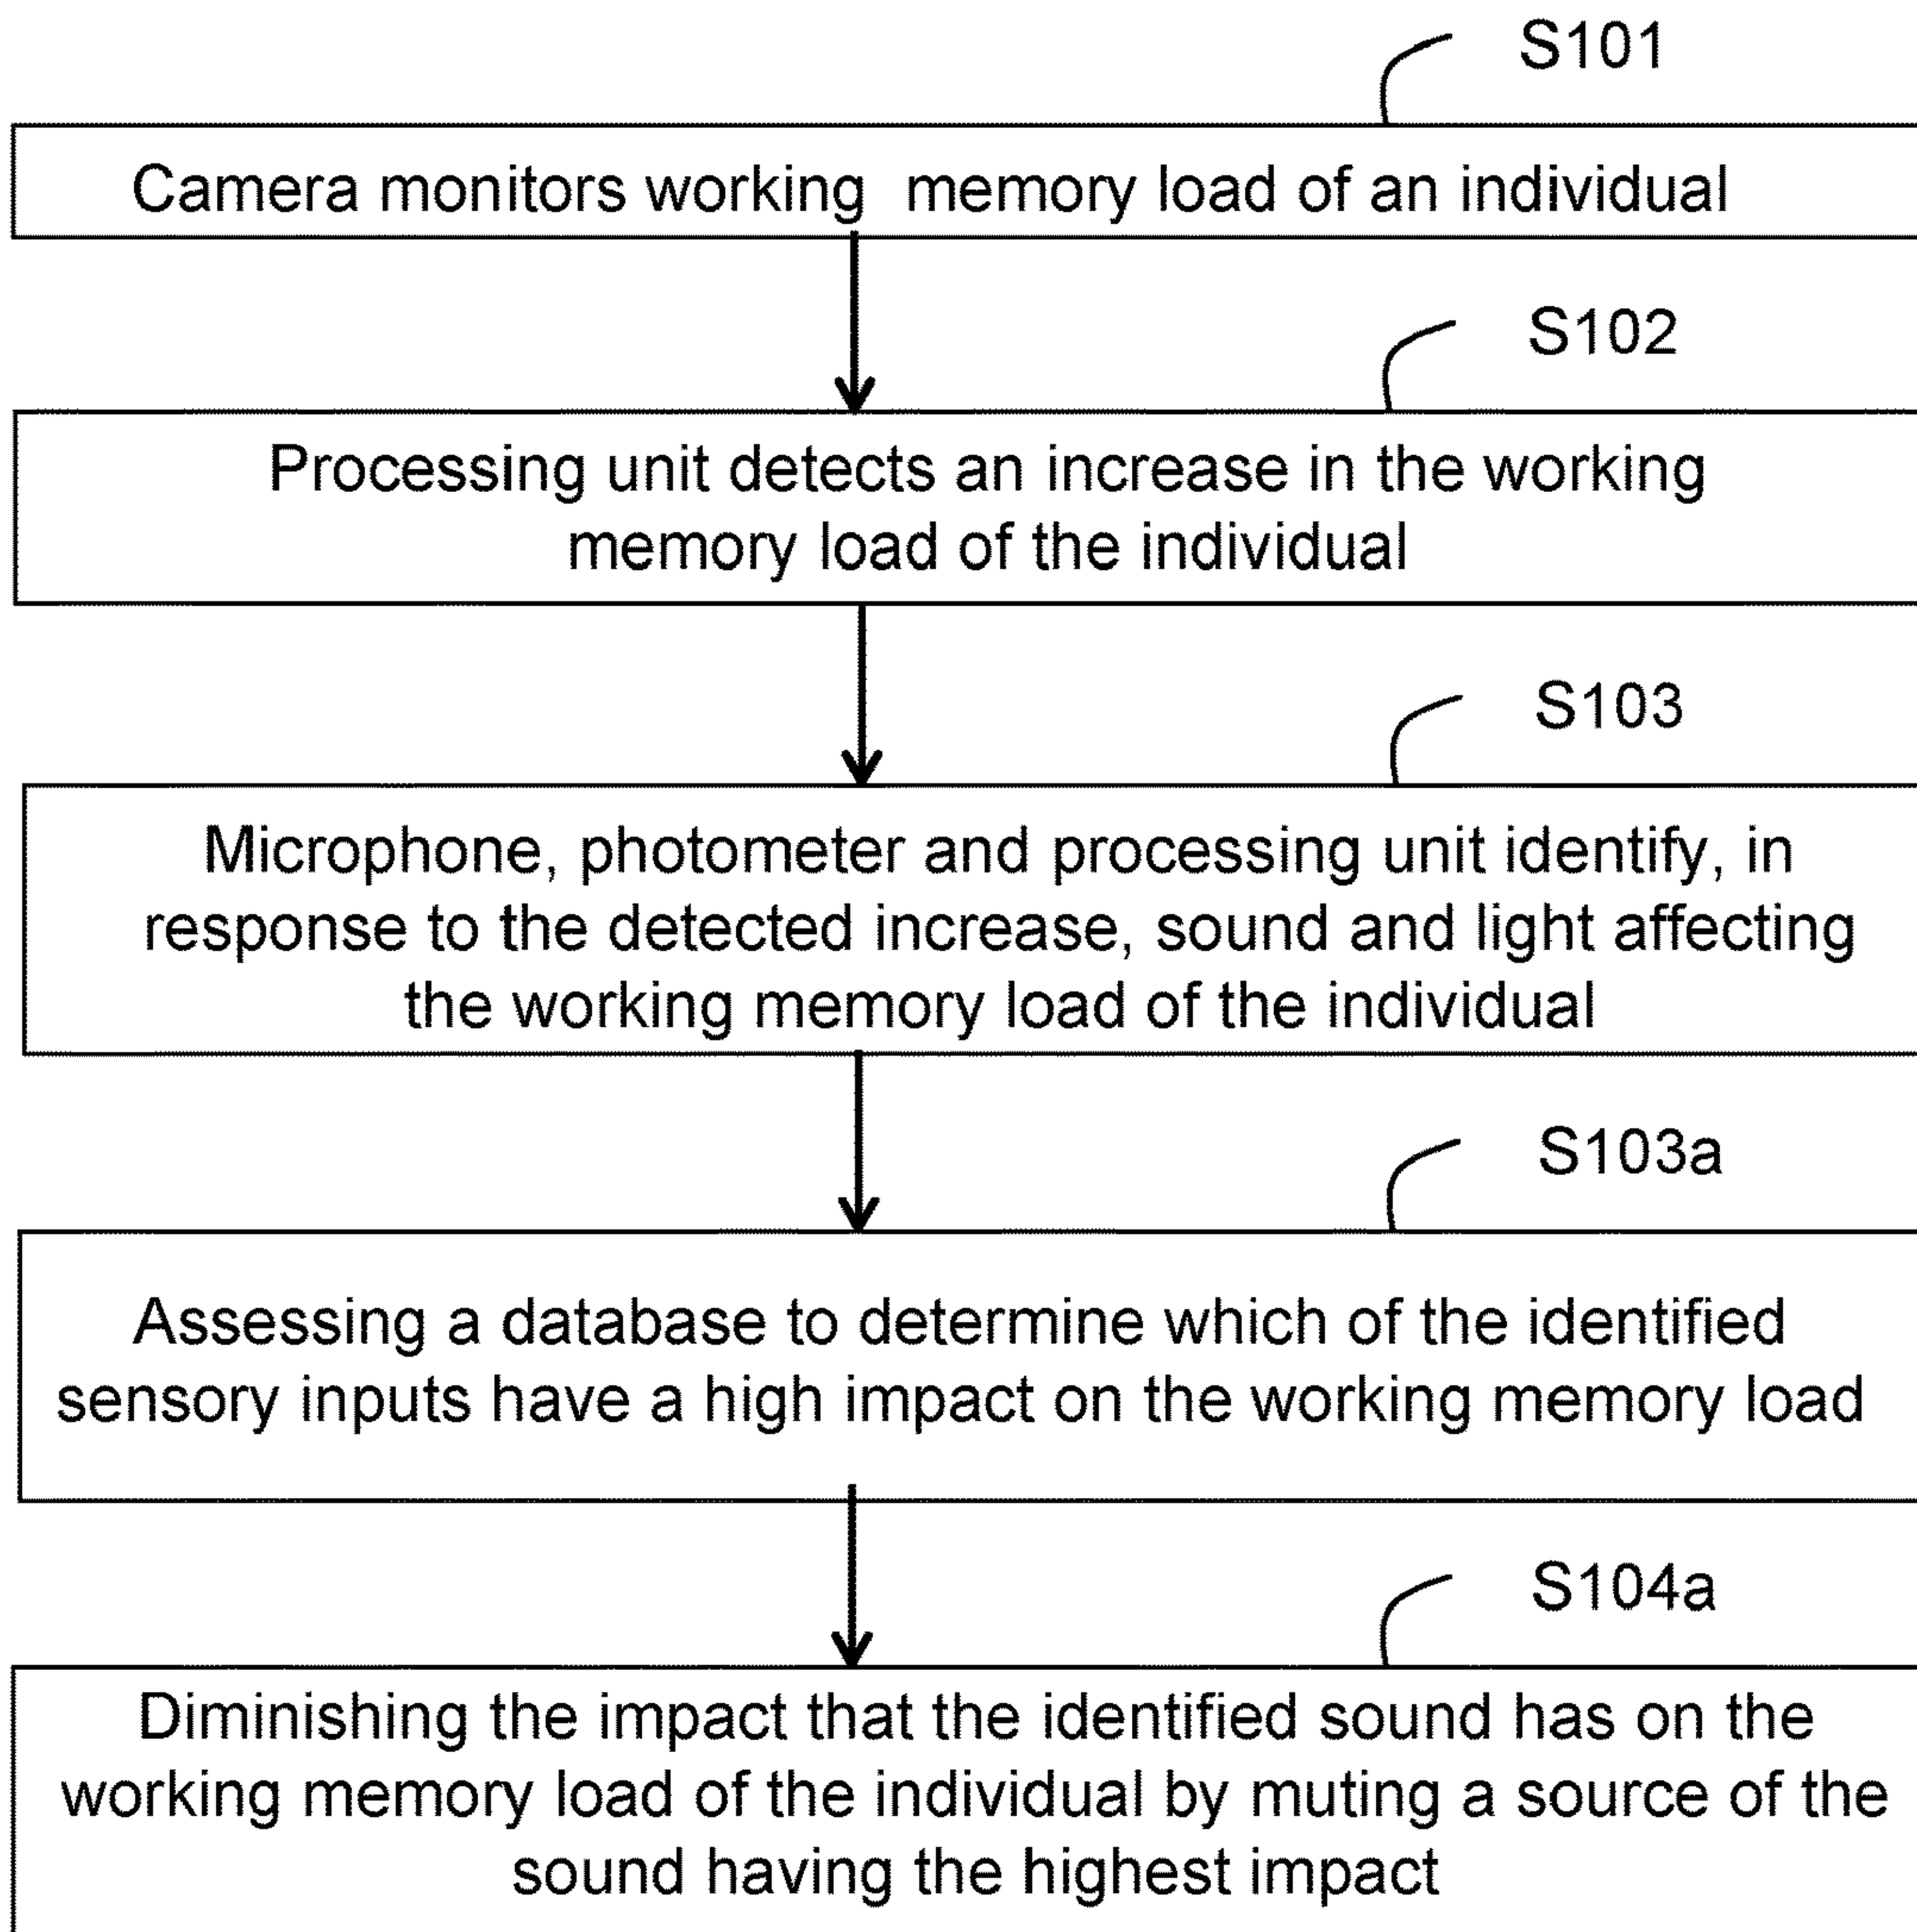 S101
Camera monitors working memory load of an individual
S102
Processing unit detects an increase in the working
memory load of the individual
S103
Microphone, photometer and processing unit identify, in
response to the detected increase, sound and light affecting
the working memory load of the individual
S103a
Assessing a database to determine which of the identified
sensory inputs have a high impact on the working memory load
S104a
Diminishing the impact that the identified sound has on the
working memory load of the individual by muting a source of the
sound having the highest impact